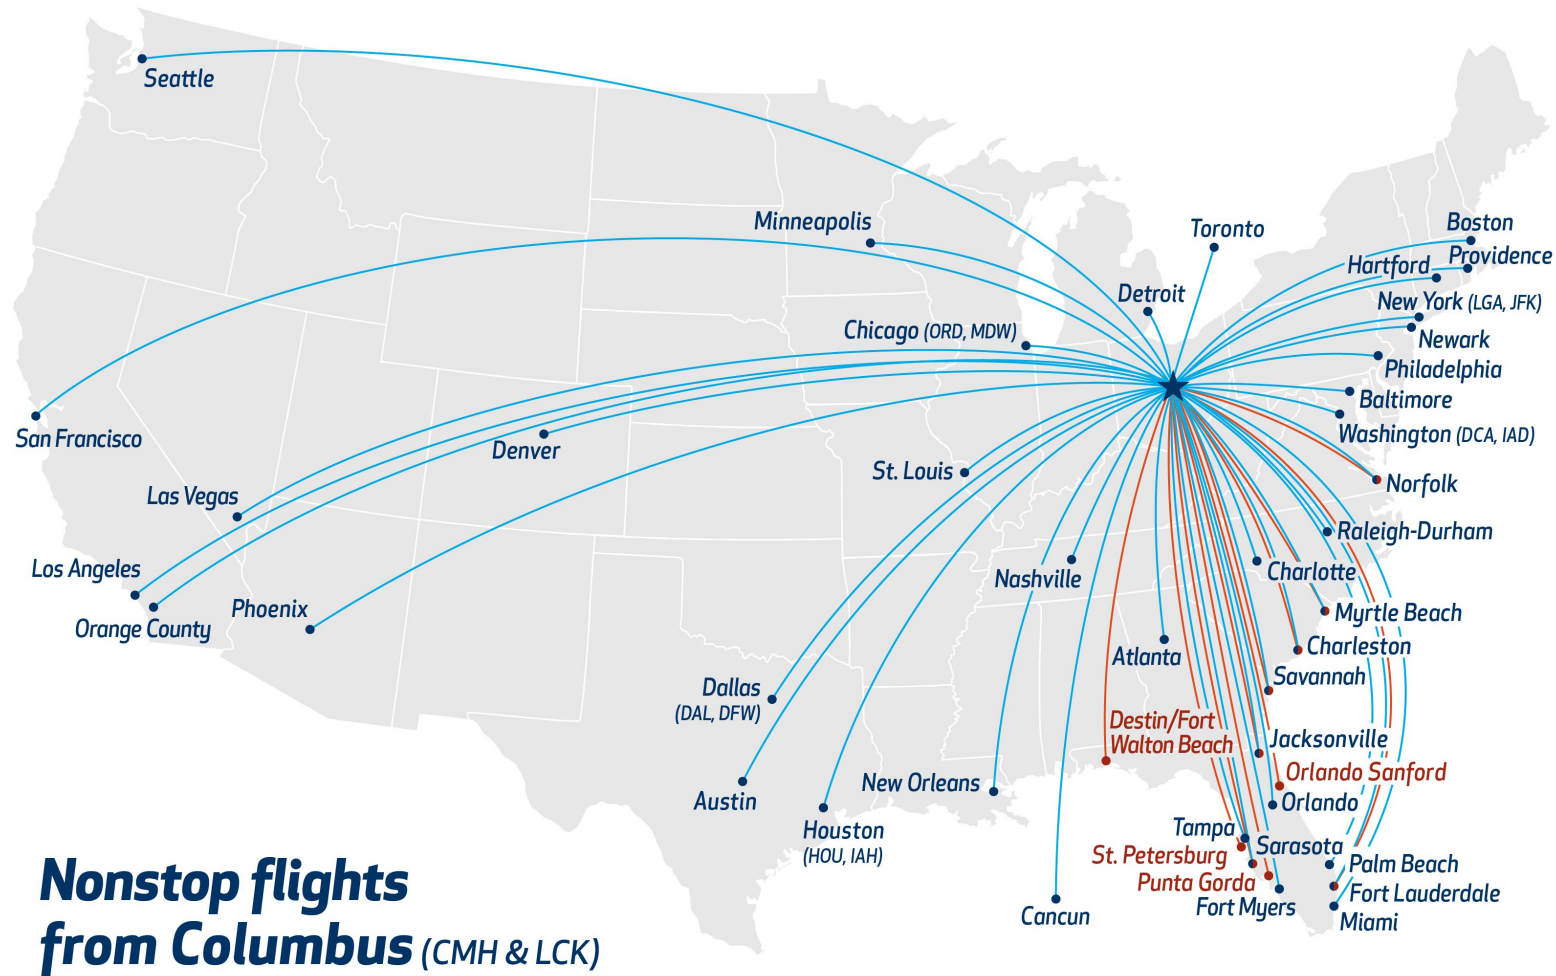 Seattle
Minneapolis
Toronto
Boston
Providence
Hartford
Detroit
New York (LGA, JFK)
Chicago (ORD, MDW)
Newark
Philadelphia
Baltimore
Washington (DCA, IAD)
San Francisco
Denver
St. Louis
Norfolk
Las Vegas
Raleigh-Durham
Los Angeles
Nashville
Charlotte
Phoenix
Orange County
Myrtle Beach
Atlanta
Charleston
Savannah
Dallas
(DAL, DFW)
Destin/Fort
Walton Beach
Jacksonville
Orlando Sanford
New Orleans
Austin
Orlando
Houston
(HOU, IAH)
Tampa
Sarasota
St. Petersburg
Palm Beach
Punta Gorda
Fort Lauderdale
Fort Myers
Cancun
Miami
Nonstop flights
from Columbus (CMH & LCK)